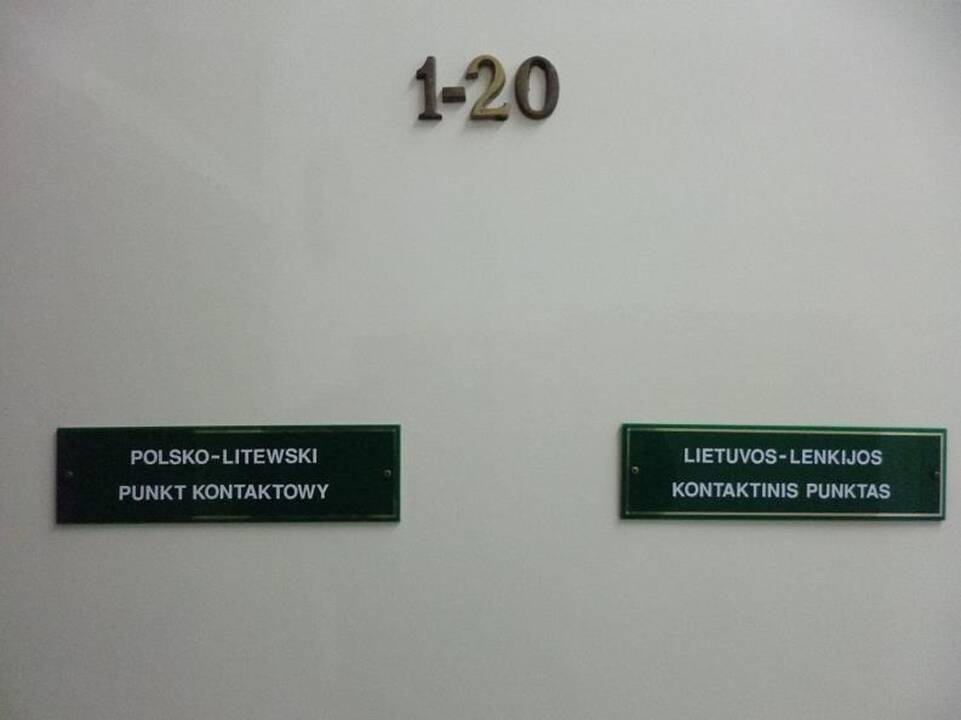 1-20
POLSKO-LITEWSKI
PUNKT KONTAKTOWY
LIETUVOS-LENKIJOS
KONTAKTINIS PUNKTAS